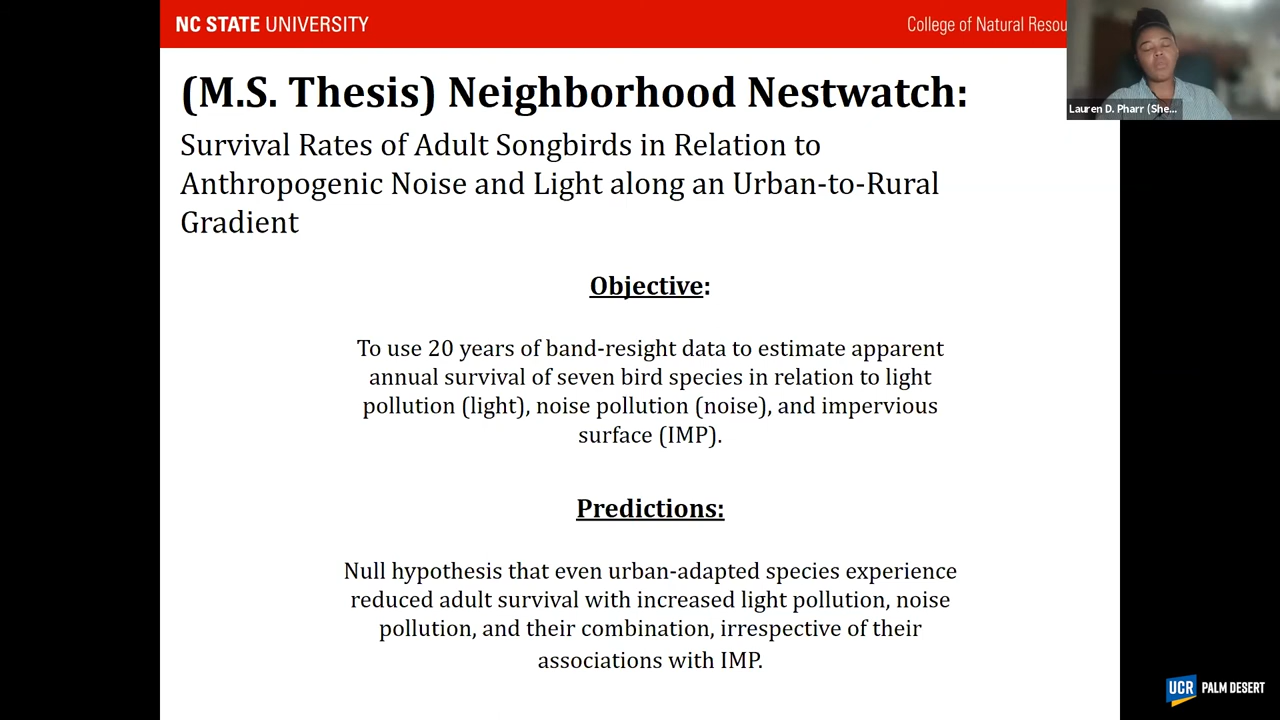 NC STATE UNIVERSITY
College of Natural Resou
Lauren D. Pharr (She...
(M.S. Thesis) Neighborhood Nestwatch:
Survival Rates of Adult Songbirds in Relation to
Anthropogenic Noise and Light along an Urban-to-Rural
Gradient
Objective:
To use 20 years of band-resight data to estimate apparent
annual survival of seven bird species in relation to light
pollution (light), noise pollution (noise), and impervious
surface (IMP).
Predictions:
Null hypothesis that even urban-adapted species experience
reduced adult survival with increased light pollution, noise
pollution, and their combination, irrespective of their
associations with IMP.
UCR PALM DESERT